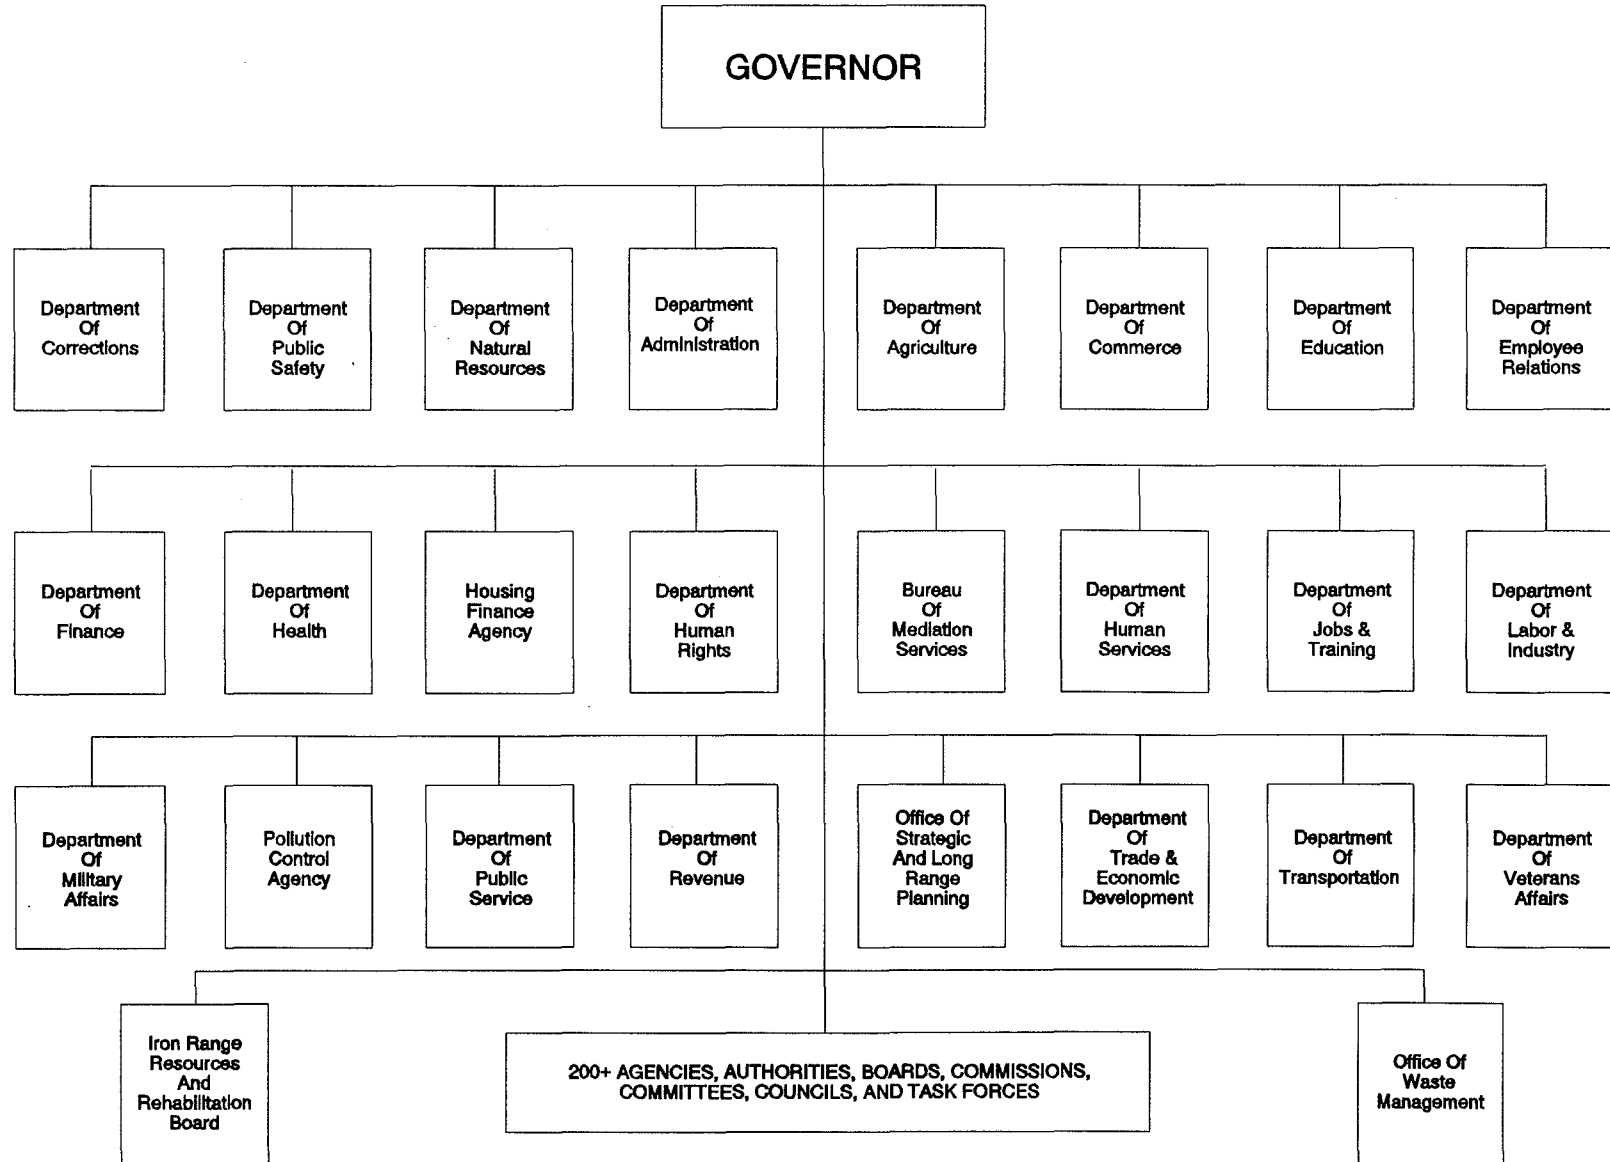 GOVERNOR
Department
Of
Corrections
Department
Of
Public
Safety
Department
Of
Natural
Resources
Department
Of
Administration
Department
Of
Agriculture
Department
Of
Commerce
Department
Of
Education
Department
Of
Employee
Relations
Department
Of
Finance
Department
Of
Health
Housing
Finance
Agency
Department
Of
Human
Rights
Bureau
Of
Mediation
Services
Department
Of
Human
Services
Department
Of
Jobs &
Training
Department
Of
Labor &
Industry
Department
Of
Military
Affairs
Pollution
Control
Agency
Department
Of
Public
Service
Department
Of
Revenue
Office Of
Strategic
And Long
Range
Planning
Department
Of
Trade &
Economic
Development
Department
Of
Transportation
Department
Of
Veterans
Affairs
Iron Range
Resources
And
Rehabilitation
Board
200+ AGENCIES, AUTHORITIES, BOARDS, COMMISSIONS,
COMMITTEES, COUNCILS, AND TASK FORCES
Office Of
Waste
Management